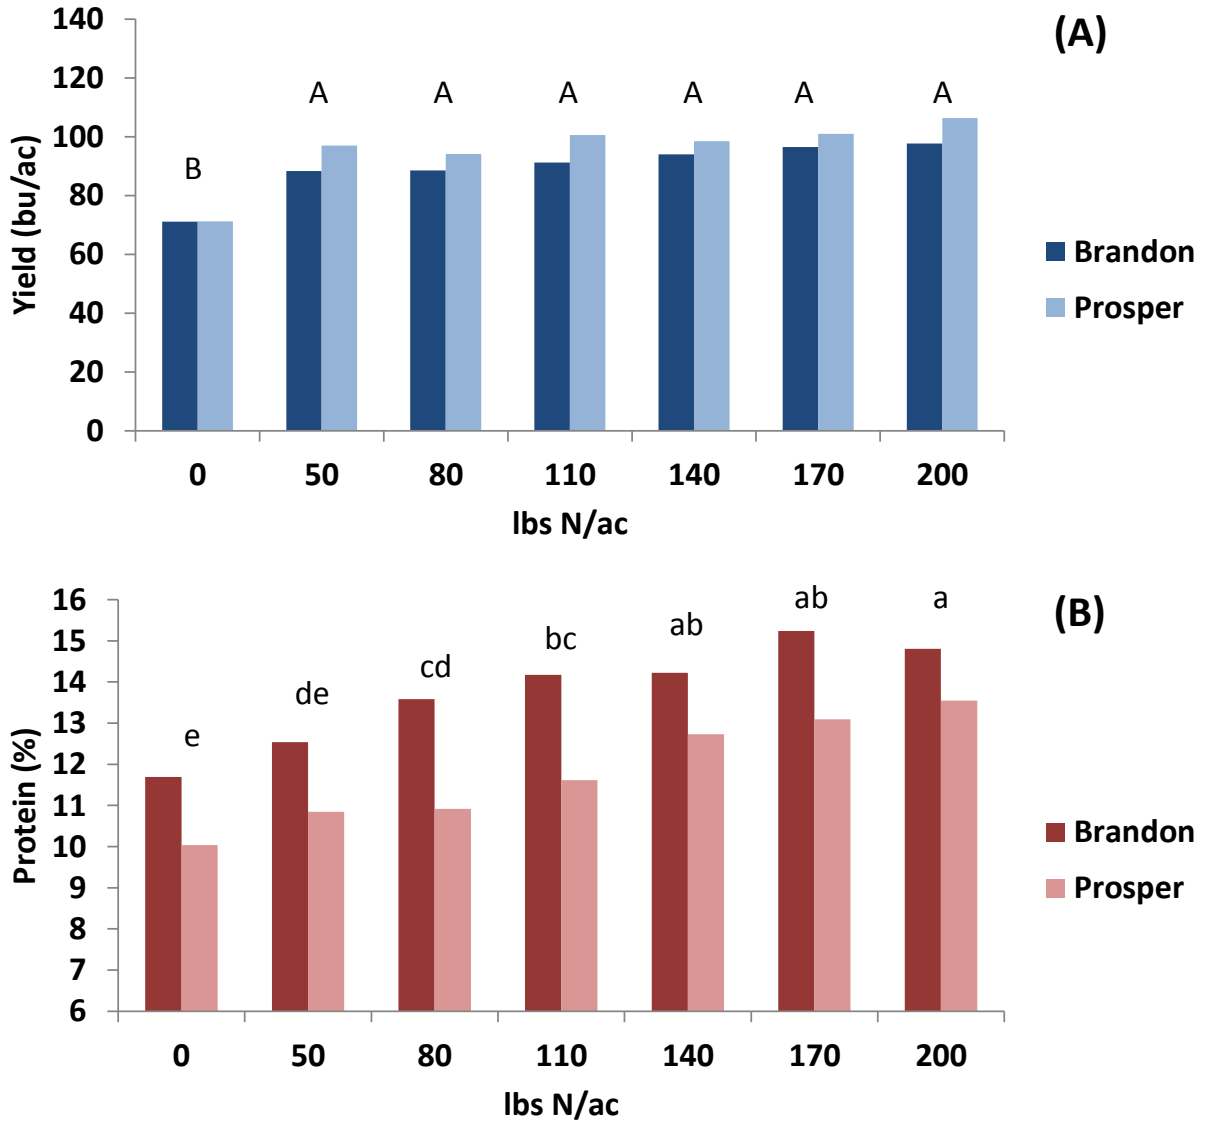 (A)
Yield (bu/ac)
140
120
100
80
60
40
20
0
B
A
A
A
A
A
A
0 50 80 110 140 170 200
lbs N/ac
Brandon
Prosper
(B)
Protein (%)
16
15
14
13
12
11
10
9
8
7
6
e
de
cd
bc
ab
ab
a
0 50 80 110 140 170 200
lbs N/ac
Brandon
Prosper